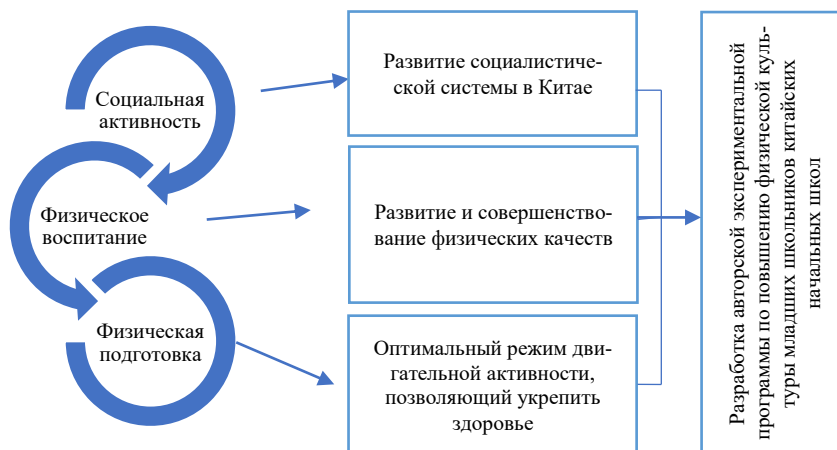 Социальная
активность
Физическое
воспитание
Физическая
подготовка
Развитие социалистиче-
ской системы в Китае
Развитие и совершенство-
вание физических качеств
Оптимальный режим дви-
гательной активности,
позволяющий укрепить
здоровье
Разработка авторской экспериментальной
программы по повышению физической куль-
туры младших школьников китайских
начальных школ